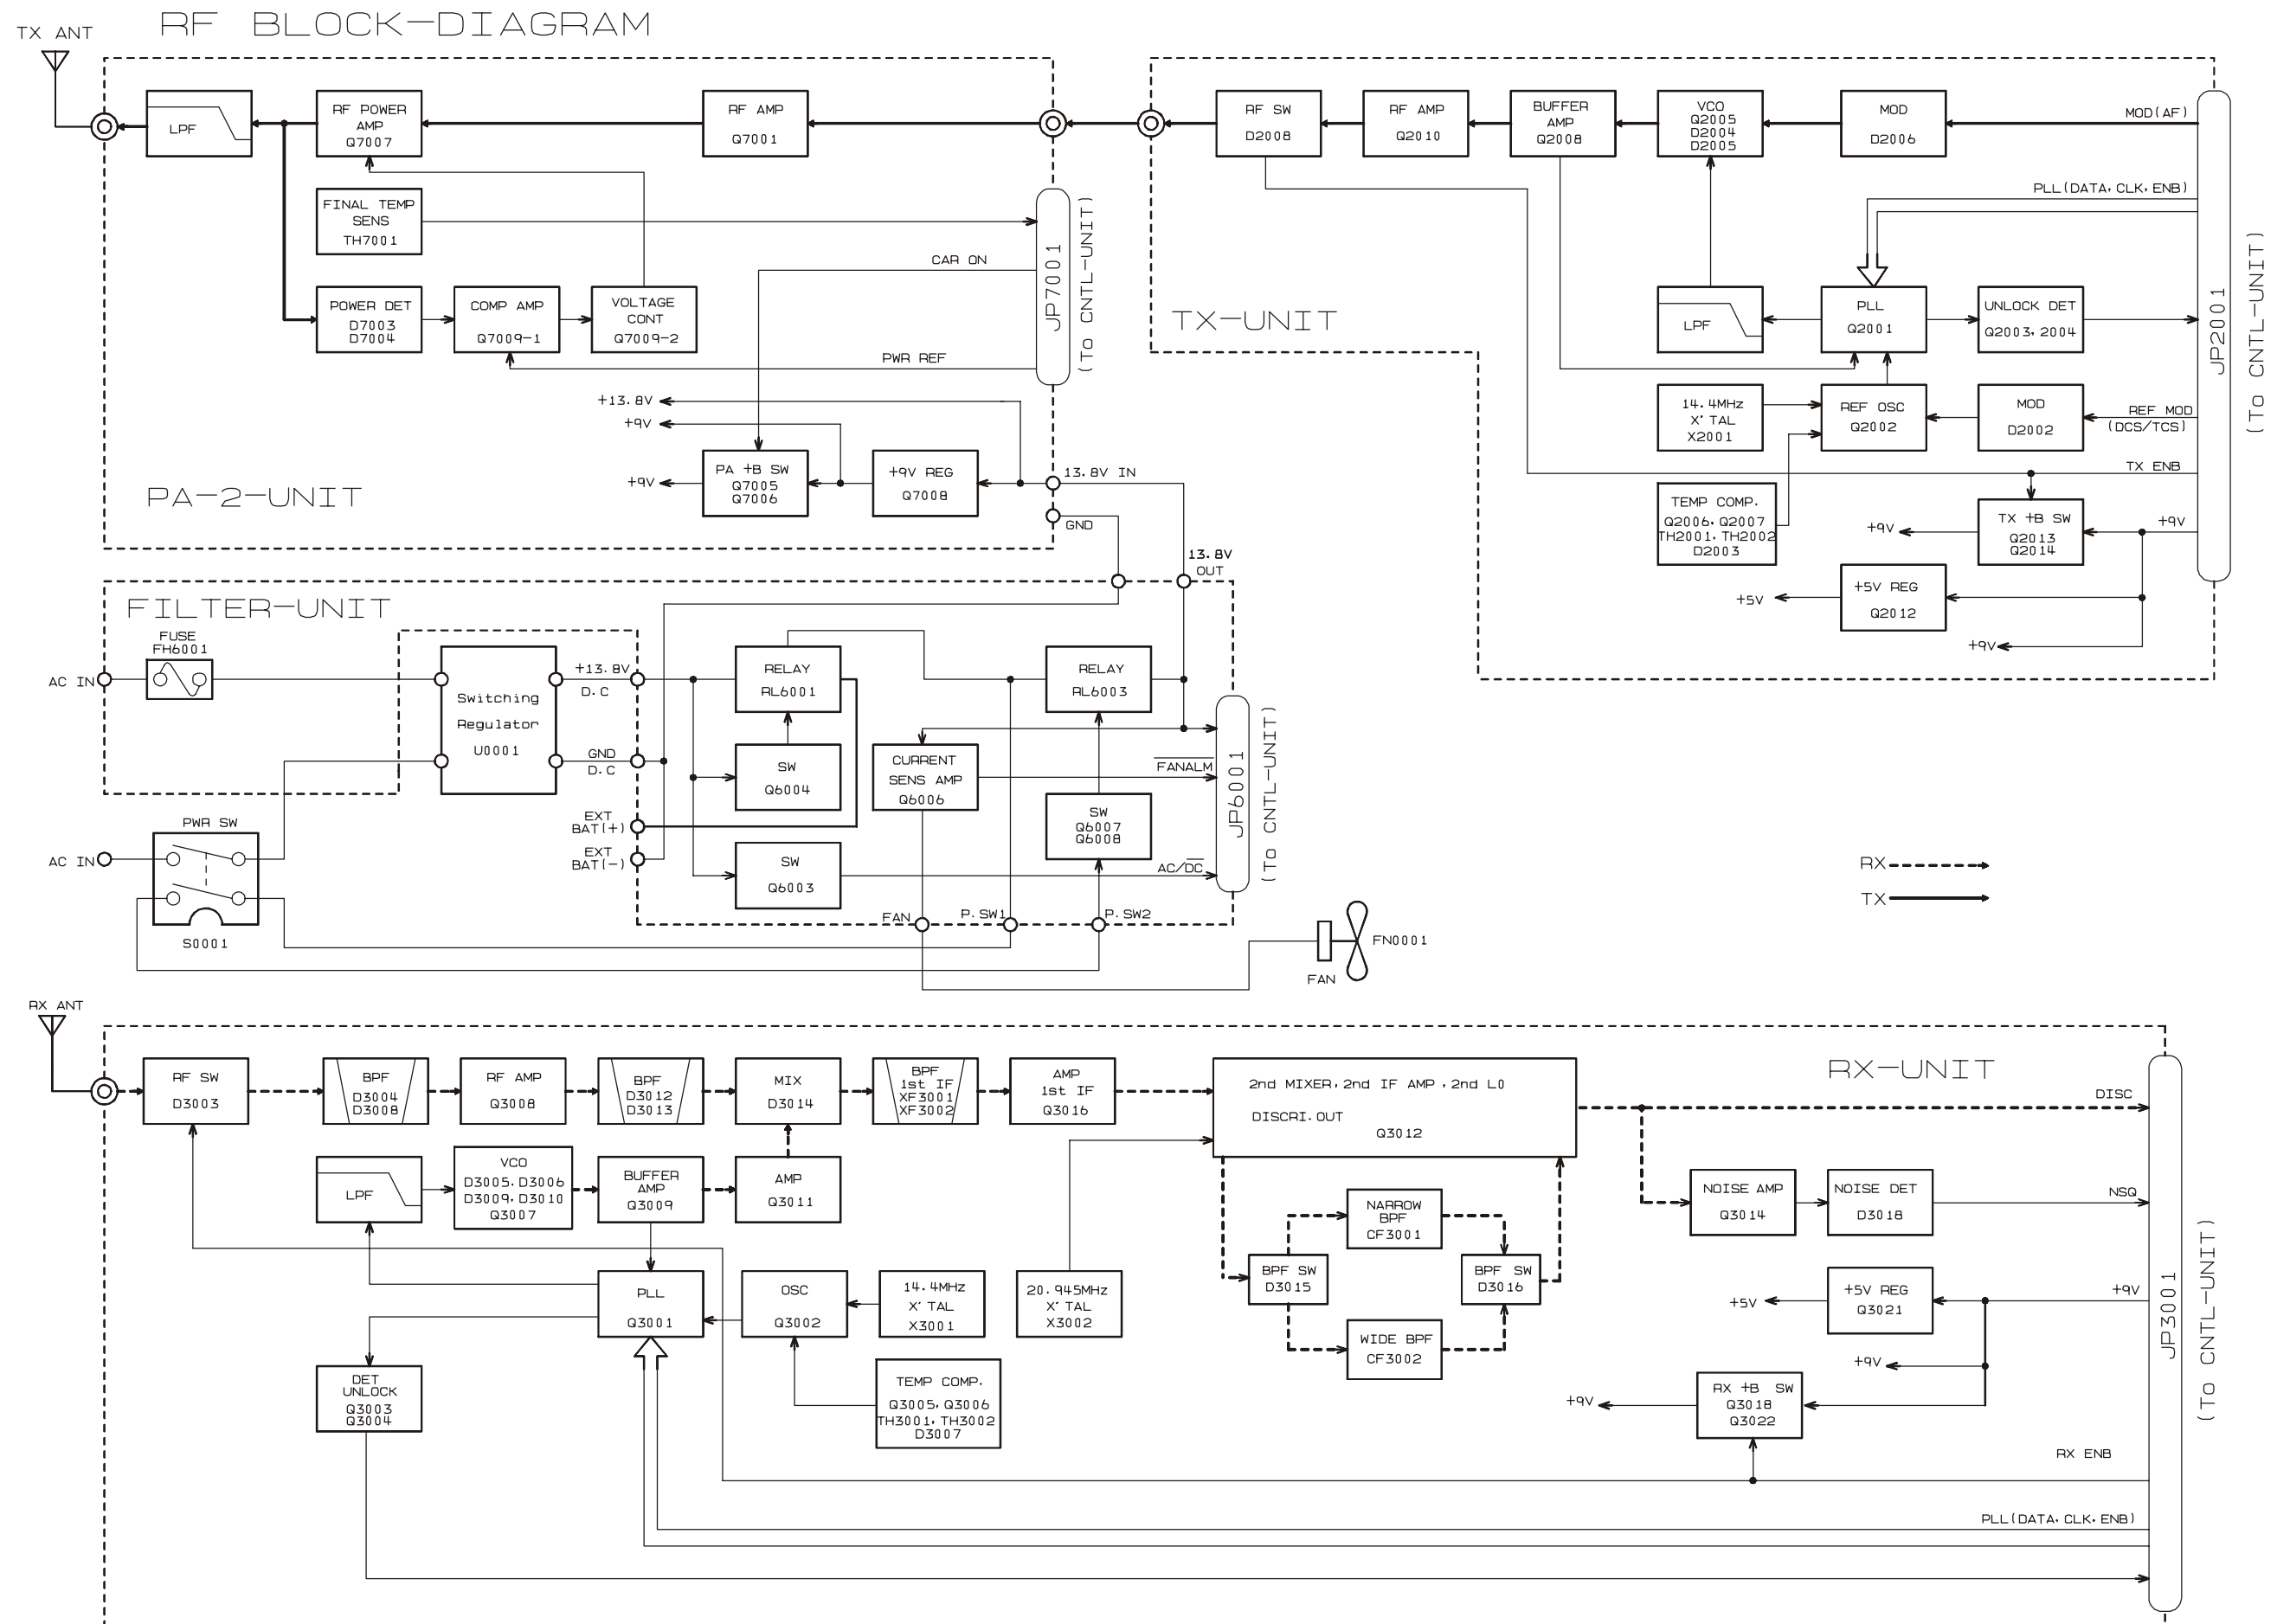 RF BLOCK-DIAGRAM
TX ANT
LPF
RF POWER
AMP
Q7007
RF AMP
Q7001
FINAL TEMP
SENS
TH7001
POWER DET
D7003
D7004
COMP AMP
Q7009-1
VOLTAGE
CONT
Q7009-2
CAR ON
PWR REF
JP7001
(TO CNTL-UNIT)
+13.8V
+9V
+9V
PA +B SW
Q7005
Q7006
+9V REG
Q7008
13.8V IN
GND
PA-2-UNIT
RF SW
D2008
RF AMP
Q2010
BUFFER
AMP
Q2008
VCO
Q2005
D2004
D2005
MOD
D2006
MOD(AF)
PLL(DATA, CLK, ENB)
TX-UNIT
LPF
PLL
Q2001
UNLOCK DET
Q2003, 2004
14.4MHz
X'TAL
X2001
REF OSC
Q2002
MOD
D2002
REF MOD
(DCS/TCS)
TX ENB
TEMP COMP.
Q2006, Q2007
TH2001, TH2002
D2003
+9V
TX +B SW
Q2013
Q2014
+9V
+5V
+5V REG
Q2012
+9V
JP2001
(TO CNTL-UNIT)
13.8V
OUT
FILTER-UNIT
FUSE
FH6001
AC IN
Switching
Regulator
U0001
+13.8V
D.C
GND
D.C
EXT
BAT(+)
EXT
BAT(-)
RELAY
RL6001
SW
Q6004
SW
Q6003
RELAY
RL6003
CURRENT
SENS AMP
Q6006
SW
Q6007
Q6008
FANALM
AC/DC
JP6001
(TO CNTL-UNIT)
PWR SW
AC IN
S0001
FAN
P.SW1
P.SW2
FN0001
FAN
RX
TX
RX ANT
RX-UNIT
RF SW
D3003
BPF
D3004
D3008
RF AMP
Q3008
BPF
D3012
D3013
MIX
D3014
BPF
1st IF
XF3001
XF3002
AMP
1st IF
Q3016
2nd MIXER, 2nd IF AMP , 2nd LO
DISCRI.OUT
Q3012
DISC
LPF
VCO
D3005, D3006
D3009, D3010
Q3007
BUFFER
AMP
Q3009
AMP
Q3011
NARROW
BPF
CF3001
BPF SW
D3015
BPF SW
D3016
WIDE BPF
CF3002
NOISE AMP
Q3014
NOISE DET
D3018
NSQ
PLL
Q3001
OSC
Q3002
14.4MHz
X'TAL
X3001
20.945MHz
X'TAL
X3002
+5V
+5V REG
Q3021
+9V
+9V
DET
UNLOCK
Q3003
Q3004
TEMP COMP.
Q3005, Q3006
TH3001, TH3002
D3007
+9V
RX +B SW
Q3018
Q3022
RX ENB
PLL(DATA, CLK, ENB)
JP3001
(TO CNTL-UNIT)